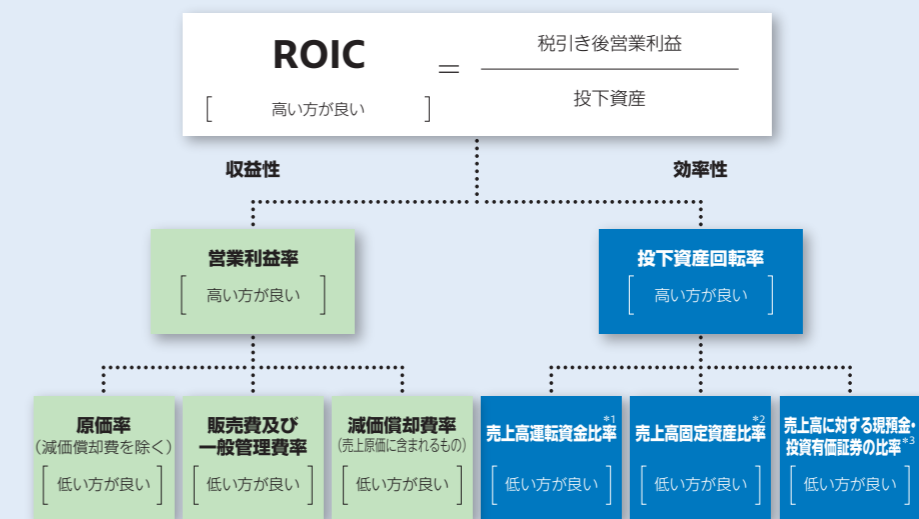 ROIC
[高い方が良い]
=
税引き後営業利益
投下資産
収益性
効率性
営業利益率
[高い方が良い]
投下資産回転率
[高い方が良い]
原価率
(減価償却費を除く)
[低い方が良い]
販売費及び
一般管理費率
[低い方が良い]
減価償却費率
(売上原価に含まれるもの)
[低い方が良い]
売上高運転資金比率*1
[低い方が良い]
売上高固定資産比率*2
[低い方が良い]
売上高に対する現預金・
投資有価証券の比率*3
[低い方が良い]